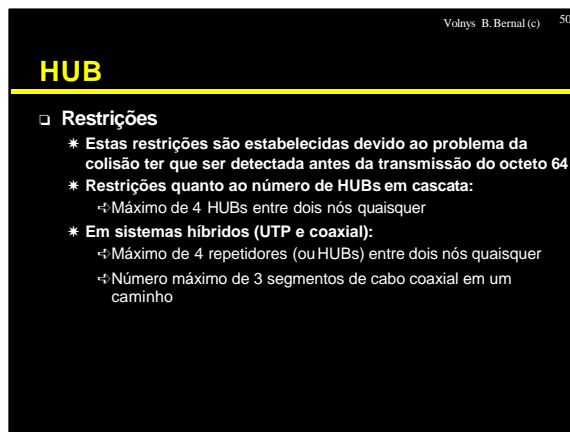 Volnys B. Bernal (c) 50
HUB
❏ Restrições
✷ Estas restrições são estabelecidas devido ao problema da
colisão ter que ser detectada antes da transmissão do octeto 64
✷ Restrições quanto ao número de HUBs em cascata:
➪Máximo de 4 HUBs entre dois nós quaisquer
✷ Em sistemas híbridos (UTP e coaxial):
➪Máximo de 4 repetidores (ou HUBs) entre dois nós quaisquer
➪Número máximo de 3 segmentos de cabo coaxial em um
caminho